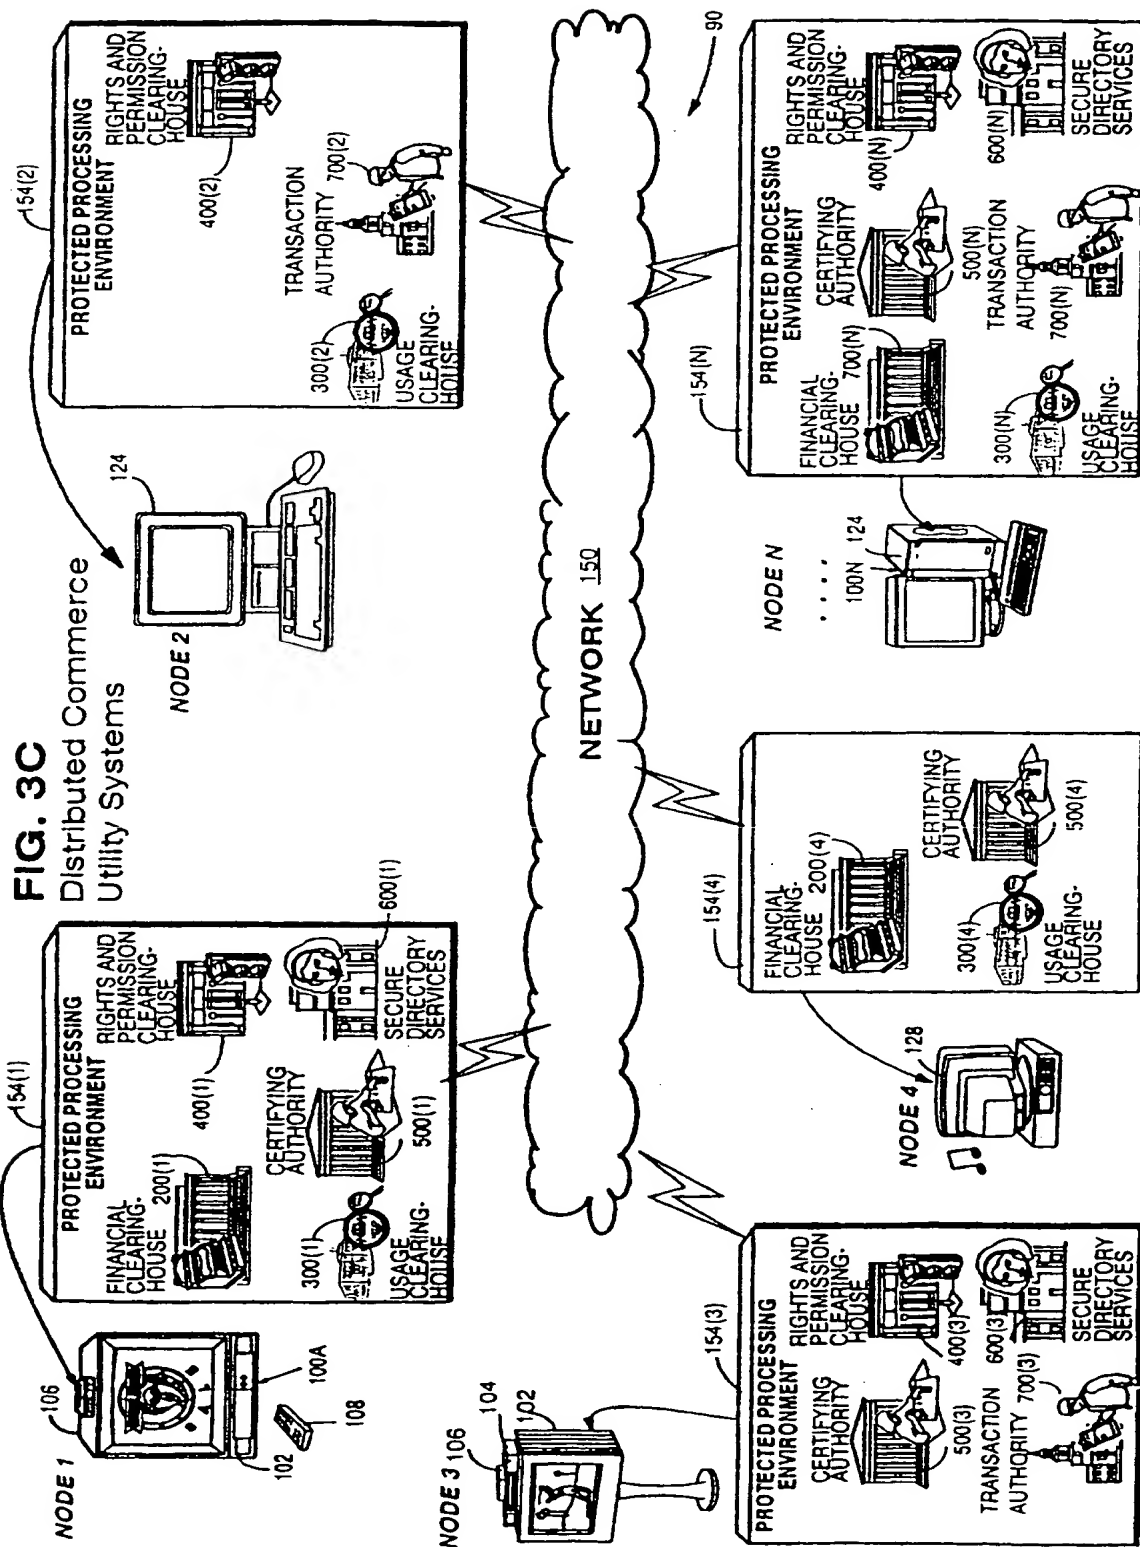 FIG. 3C
Distributed Commerce
Utility Systems
NODE 1
106
102
100A
108
154(1)
PROTECTED PROCESSING
ENVIRONMENT
FINANCIAL
CLEARING-
HOUSE
200(1)
RIGHTS AND
PERMISSION
CLEARING-
HOUSE
400(1)
300(1)
USAGE
CLEARING-
HOUSE
CERTIFYING
AUTHORITY
500(1)
600(1)
SECURE
DIRECTORY
SERVICES
NODE 2
124
154(2)
PROTECTED PROCESSING
ENVIRONMENT
RIGHTS AND
PERMISSION
CLEARING-
HOUSE
400(2)
300(2)
USAGE
CLEARING-
HOUSE
TRANSACTION
AUTHORITY
700(2)
NETWORK 150
90
NODE 3
106
104
102
154(3)
PROTECTED PROCESSING
ENVIRONMENT
CERTIFYING
AUTHORITY
500(3)
RIGHTS AND
PERMISSION
CLEARING-
HOUSE
400(3)
TRANSACTION
AUTHORITY
700(3)
600(3)
SECURE
DIRECTORY
SERVICES
NODE 4
128
154(4)
FINANCIAL
CLEARING-
HOUSE
200(4)
300(4)
USAGE
CLEARING-
HOUSE
CERTIFYING
AUTHORITY
500(4)
NODE N
. . . .
100N
124
154(N)
PROTECTED PROCESSING
ENVIRONMENT
FINANCIAL
CLEARING-
HOUSE
700(N)
CERTIFYING
AUTHORITY
500(N)
RIGHTS AND
PERMISSION
CLEARING-
HOUSE
400(N)
300(N)
USAGE
CLEARING-
HOUSE
TRANSACTION
AUTHORITY
700(N)
600(N)
SECURE
DIRECTORY
SERVICES